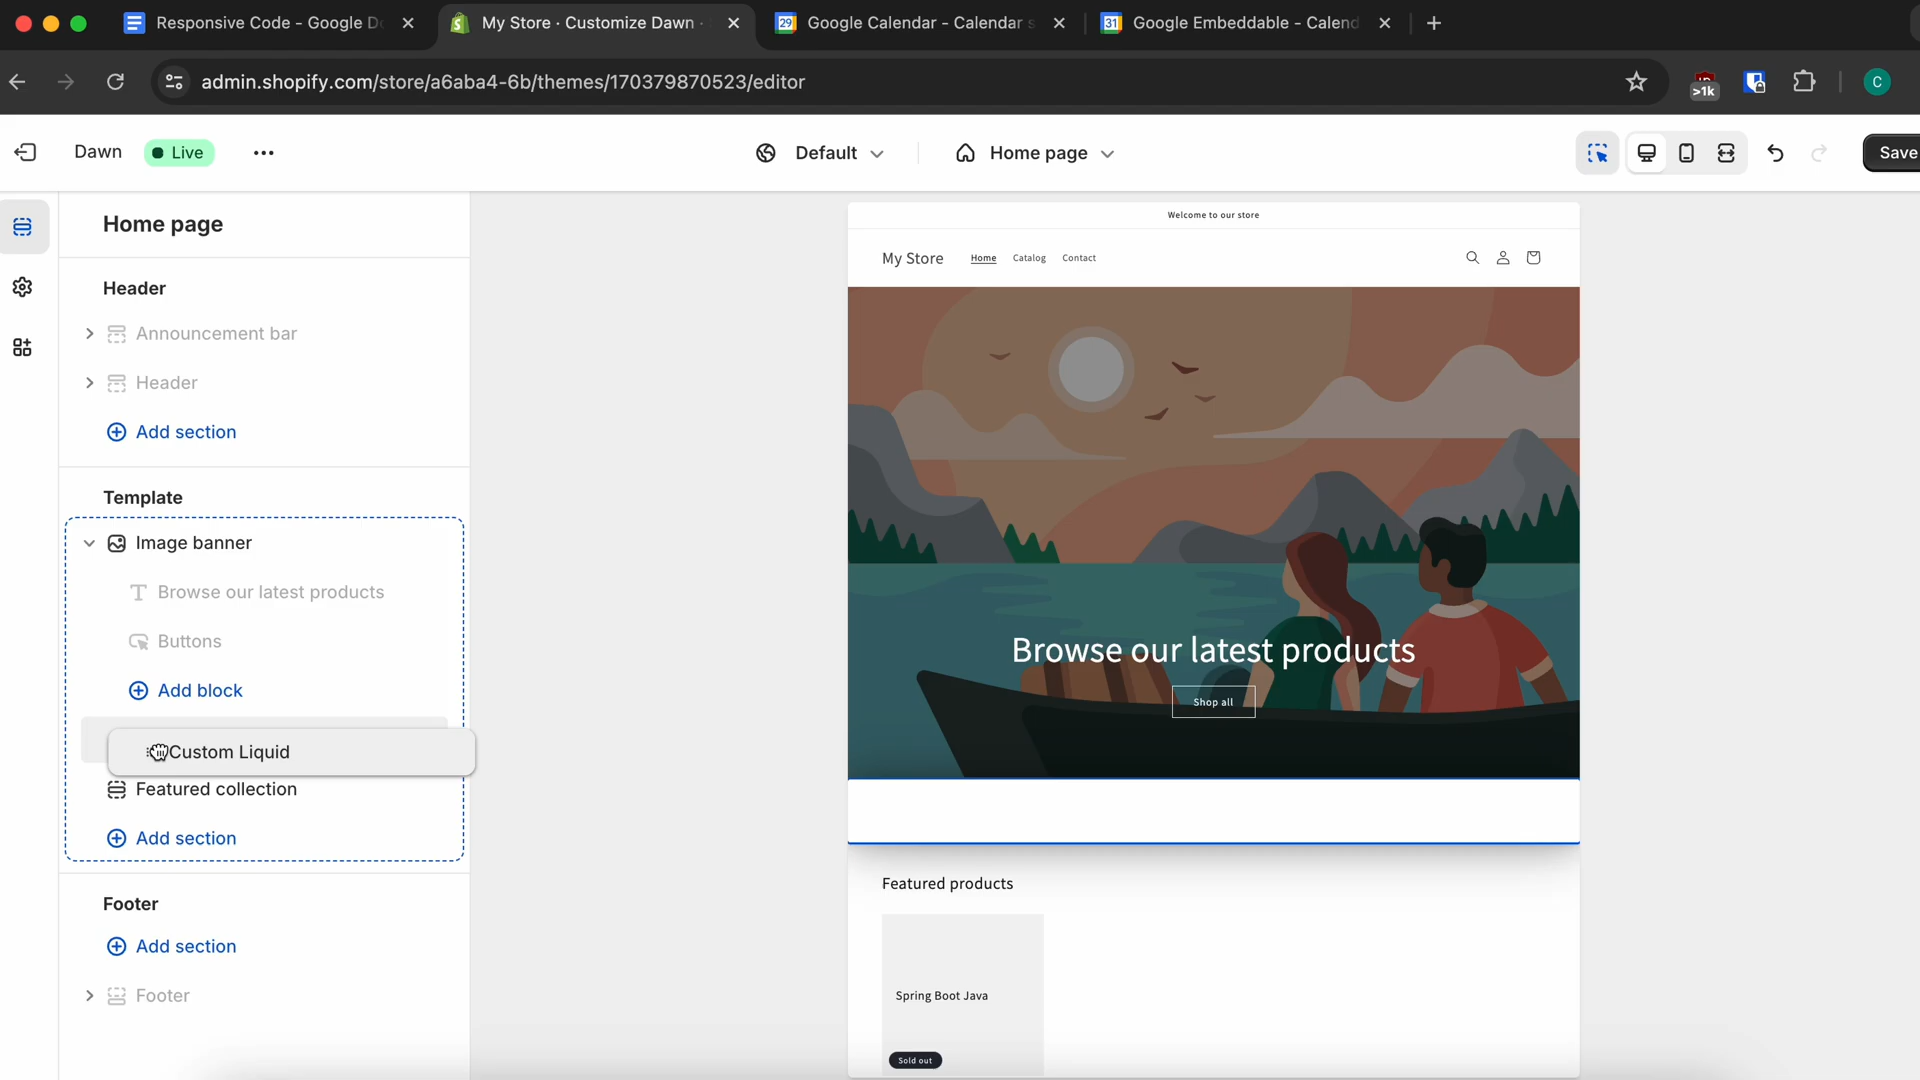 Responsive Code - Google D
My Store · Customize Dawn ·
29
Google Calendar - Calendar s
31
Google Embeddable - Calend
admin.shopify.com/store/a6aba4-6b/themes/170379870523/editor
>1k
C
Dawn
Live
Default
Home page
Save
Home page
Header
Announcement bar
Header
Add section
Template
Image banner
Browse our latest products
Buttons
Add block
Custom Liquid
Featured collection
Add section
Footer
Add section
Footer
Welcome to our store
My Store
Home
Catalog
Contact
Browse our latest products
Shop all
Featured products
Spring Boot Java
Sold out